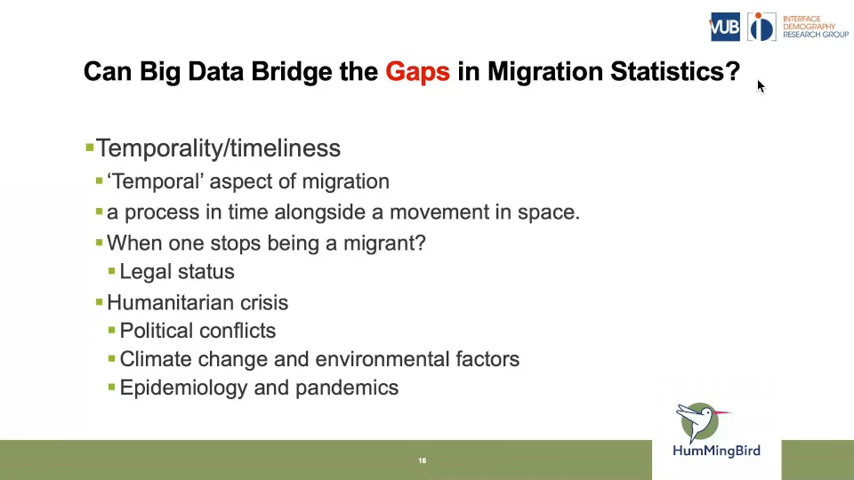 VUB
INTERFACE
DEMOGRAPHY
RESEARCH GROUP
Can Big Data Bridge the Gaps in Migration Statistics?
Temporality/timeliness
‘Temporal’ aspect of migration
a process in time alongside a movement in space.
When one stops being a migrant?
Legal status
Humanitarian crisis
Political conflicts
Climate change and environmental factors
Epidemiology and pandemics
16
HumMingBird